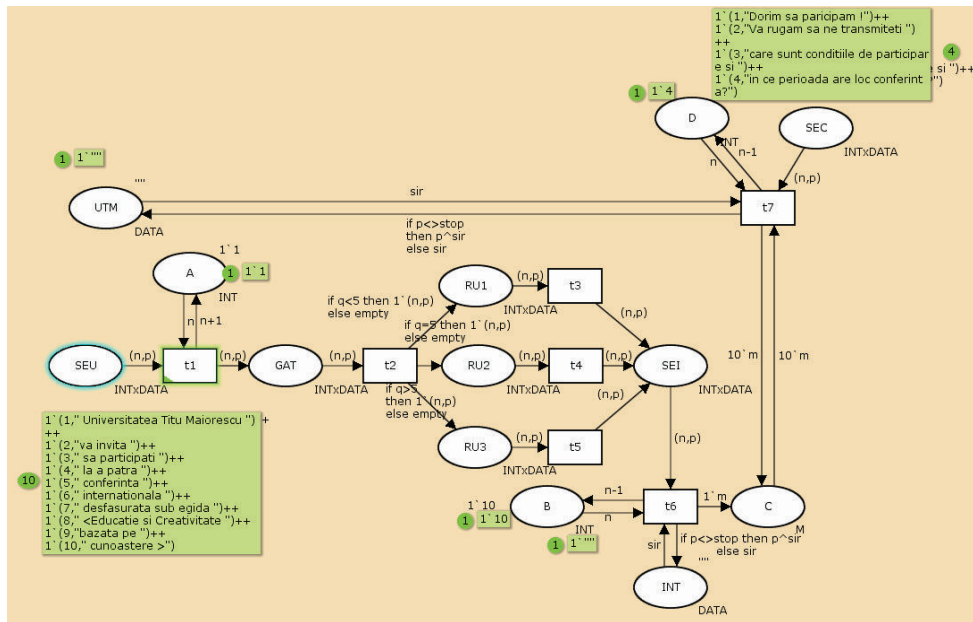 1`(1,"Dorim sa paricipam !")++
1`(2,"Va rugam sa ne transmiteti ")
++
1`(3,"care sunt conditiile de participar
e si ")++
1`(4,"in ce perioada are loc conferint
a?")
4
e si ")++
")
1
1`4
D
INT
SEC
INTxDATA
n-1
n
(n,p)
1
1`""
""
UTM
DATA
sir
t7
if p<>stop
then p^sir
else sir
1`1
A
1
1`1
INT
n
n+1
RU1
(n,p)
t3
INTxDATA
(n,p)
if q<5 then 1`(n,p)
else empty
if q=5 then 1`(n,p)
else empty
10`m
10`m
SEU
(n,p)
t1
(n,p)
GAT
(n,p)
t2
RU2
(n,p)
t4
(n,p)
SEI
INTxDATA
INTxDATA
INTxDATA
INTxDATA
if q>5
then 1`(n,p)
else empty
1`(1," Universitatea Titu Maiorescu ") +
++
1`(2,"va invita ")++
1`(3," sa participati ")++
1`(4," la a patra ")++
1`(5," conferinta ")++
1`(6," internationala ")++
1`(7," desfasurata sub egida ")++
1`(8," <Educatie si Creativitate ")++
1`(9,"bazata pe ")++
1`(10," cunoastere >")
10
RU3
(n,p)
t5
INTxDATA
(n,p)
(n,p)
1`10
1
1`10
B
INT
n-1
n
t6
1`m
C
M
1
1`""
sir
if p<>stop then p^sir
else sir
""
INT
DATA